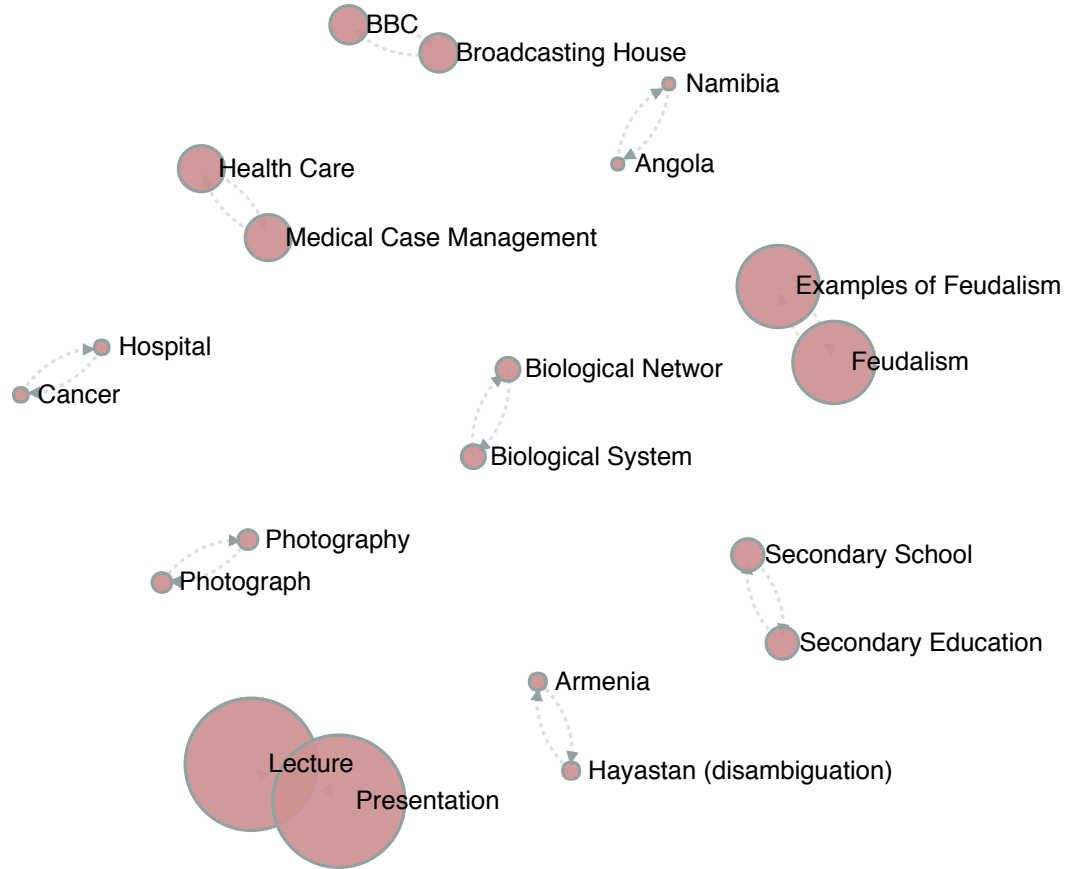 BBC
Broadcasting House
Namibia
Angola
Health Care
Medical Case Management
Examples of Feudalism
Feudalism
Hospital
Cancer
Biological Networ
Biological System
Photography
Photograph
Secondary School
Secondary Education
Armenia
Hayastan (disambiguation)
Lecture
Presentation